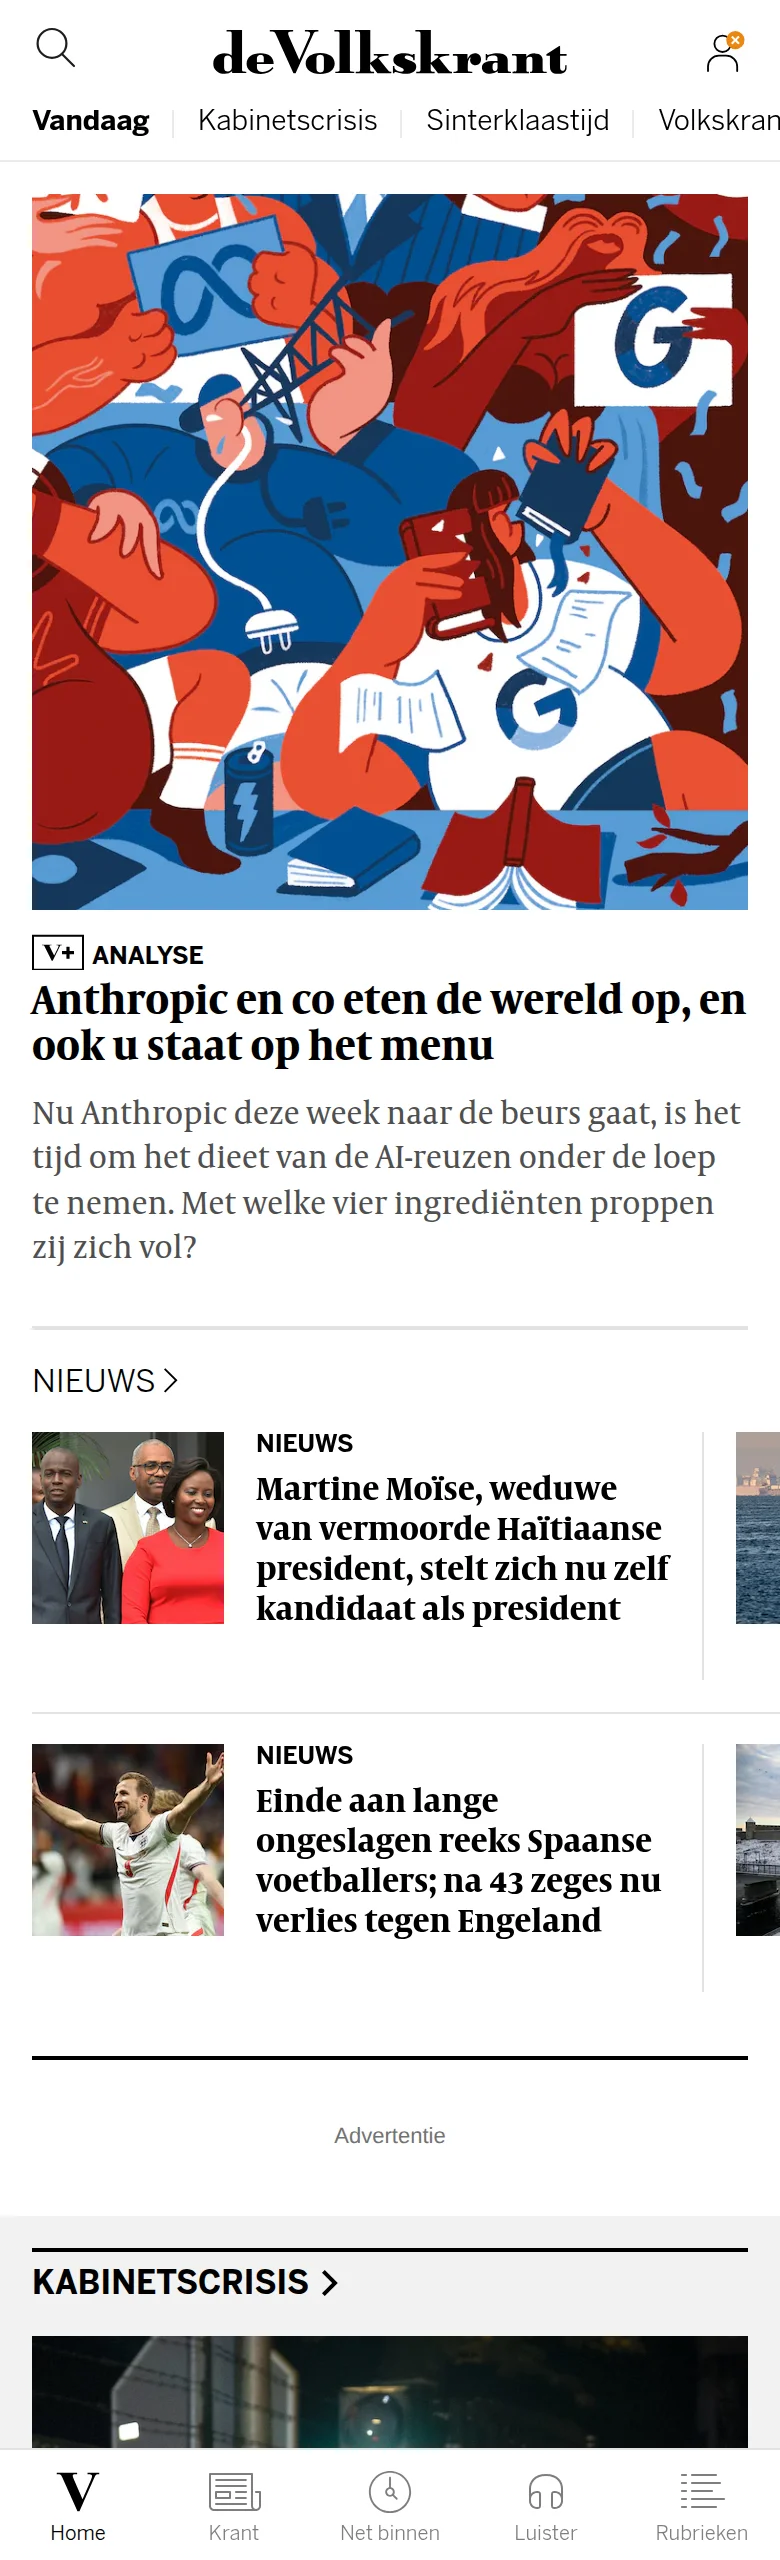 deVolkskrant
Vandaag
Kabinetscrisis
Sinterklaastijd
Volkskran
G
G
V+ ANALYSE
Anthropic en co eten de wereld op, en
ook u staat op het menu
Nu Anthropic deze week naar de beurs gaat, is het
tijd om het dieet van de AI-reuzen onder de loep
te nemen. Met welke vier ingrediënten proppen
zij zich vol?
NIEUWS
NIEUWS
Martine Moïse, weduwe
van vermoorde Haïtiaanse
president, stelt zich nu zelf
kandidaat als president
NIEUWS
Einde aan lange
ongeslagen reeks Spaanse
voetballers; na 43 zeges nu
verlies tegen Engeland
Advertentie
KABINETSCRISIS
V
Home
Krant
Net binnen
Luister
Rubrieken